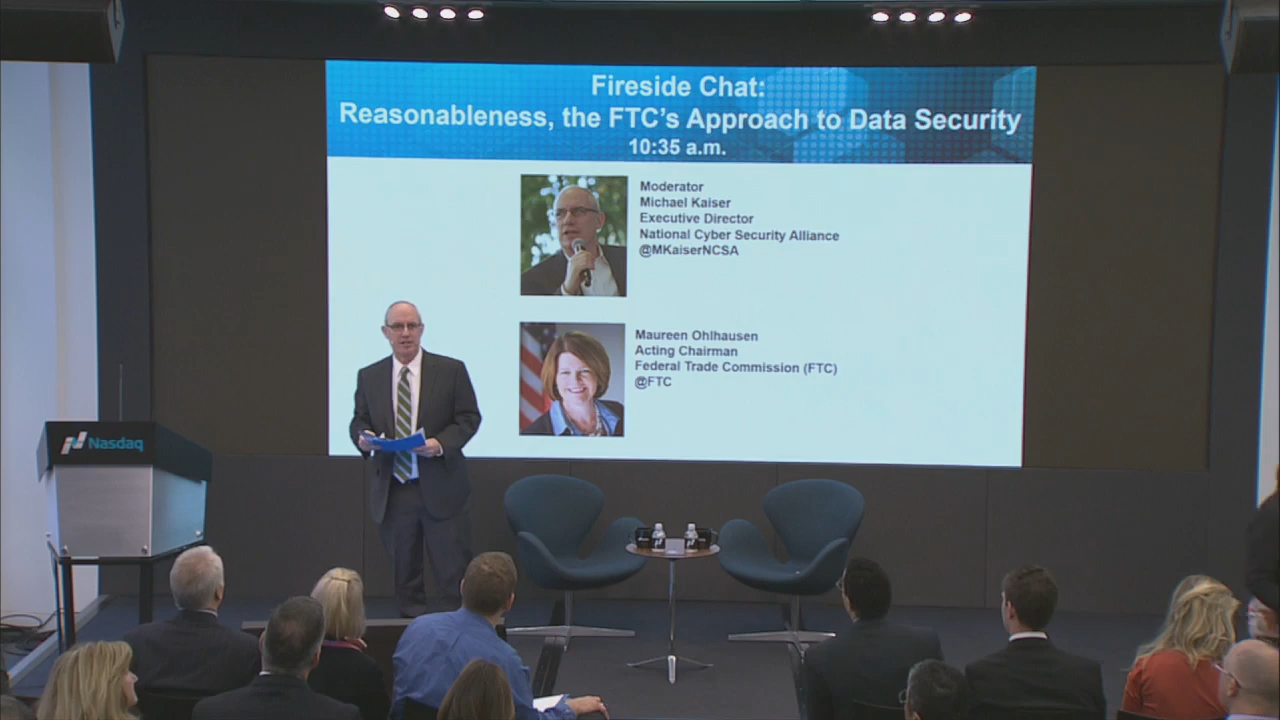 Fireside Chat:
Reasonableness, the FTC's Approach to Data Security
10:35 a.m.
Moderator
Michael Kaiser
Executive Director
National Cyber Security Alliance
@MKaiserNCSA
Maureen Ohlhausen
Acting Chairman
Federal Trade Commission (FTC)
@FTC
Nasdaq